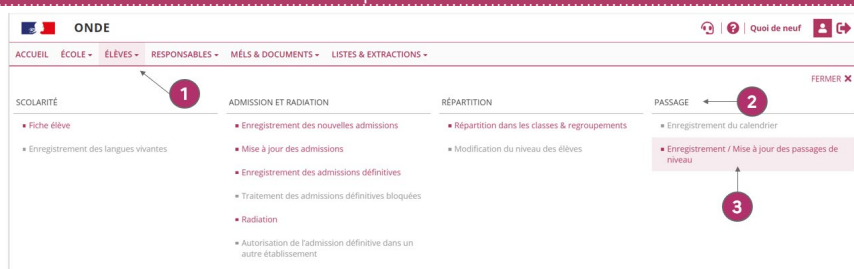 ONDE
Quoi de neuf
ACCUEIL ÉCOLE ÉLÈVES RESPONSABLES MÉLS & DOCUMENTS LISTES & EXTRACTIONS
FERMER ×
1
SCOLARITÉ
Fiche élève
Enregistrement des langues vivantes
ADMISSION ET RADIATION
Enregistrement des nouvelles admissions
Mise à jour des admissions
Enregistrement des admissions définitives
Traitement des admissions définitives bloquées
Radiation
Autorisation de l'admission définitive dans un
autre établissement
RÉPARTITION
Répartition dans les classes & regroupements
Modification du niveau des élèves
PASSAGE
2
Enregistrement du calendrier
Enregistrement / Mise à jour des passages de
niveau
3